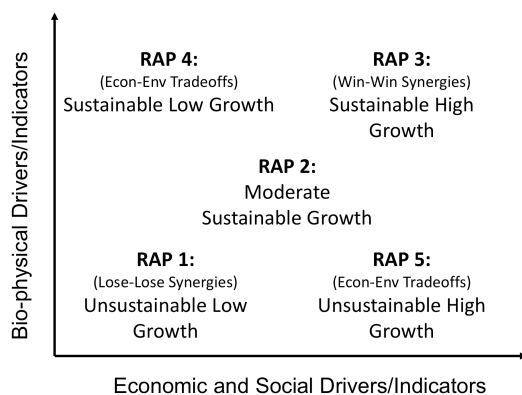 Bio-physical Drivers/Indicators
RAP 4:
(Econ-Env Tradeoffs)
Sustainable Low Growth
RAP 3:
(Win-Win Synergies)
Sustainable High
Growth
RAP 2:
Moderate
Sustainable Growth
RAP 1:
(Lose-Lose Synergies)
Unsustainable Low
Growth
RAP 5:
(Econ-Env Tradeoffs)
Unsustainable High
Growth
Economic and Social Drivers/Indicators